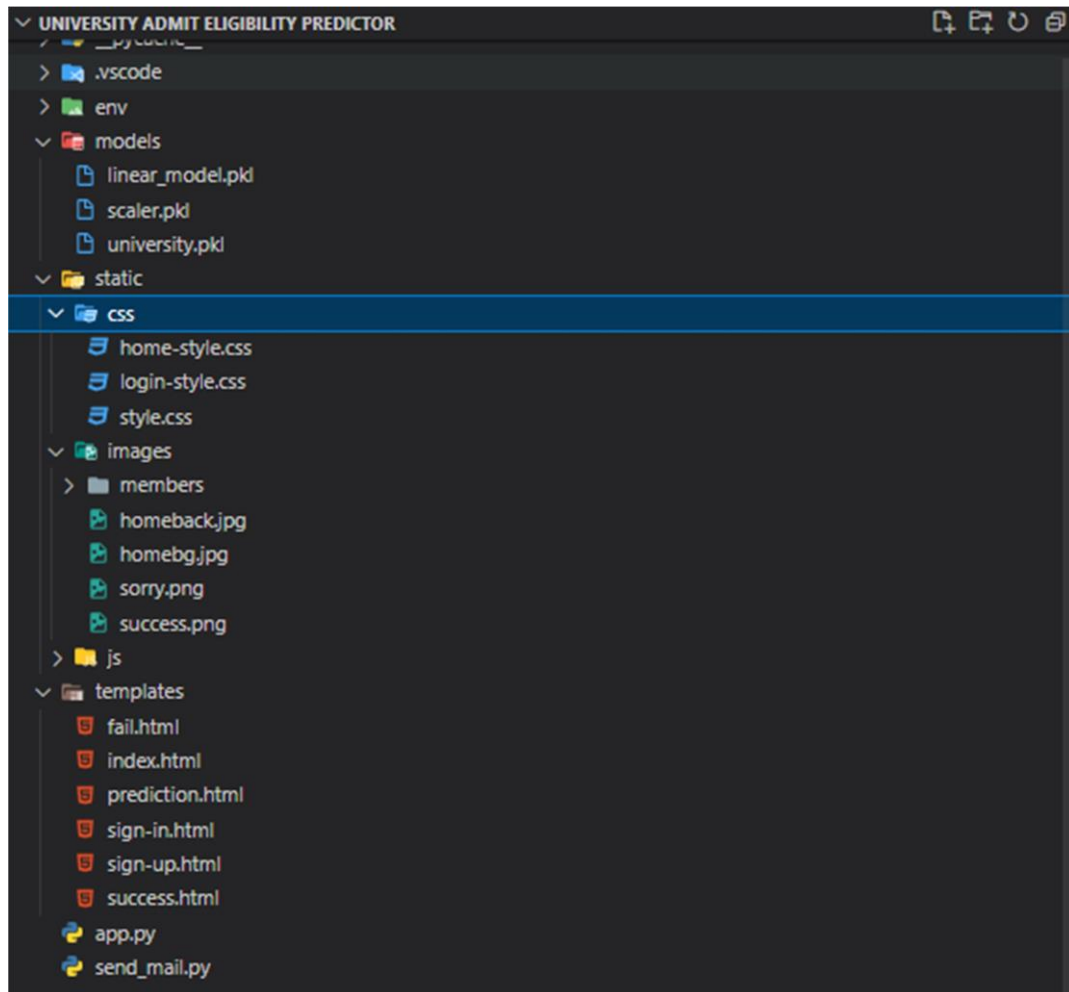 UNIVERSITY ADMIT ELIGIBILITY PREDICTOR
__pycache__
.vscode
env
models
linear_model.pkl
scaler.pkl
university.pkl
static
css
home-style.css
login-style.css
style.css
images
members
homeback.jpg
homebg.jpg
sorry.png
success.png
js
templates
fail.html
index.html
prediction.html
sign-in.html
sign-up.html
success.html
app.py
send_mail.py